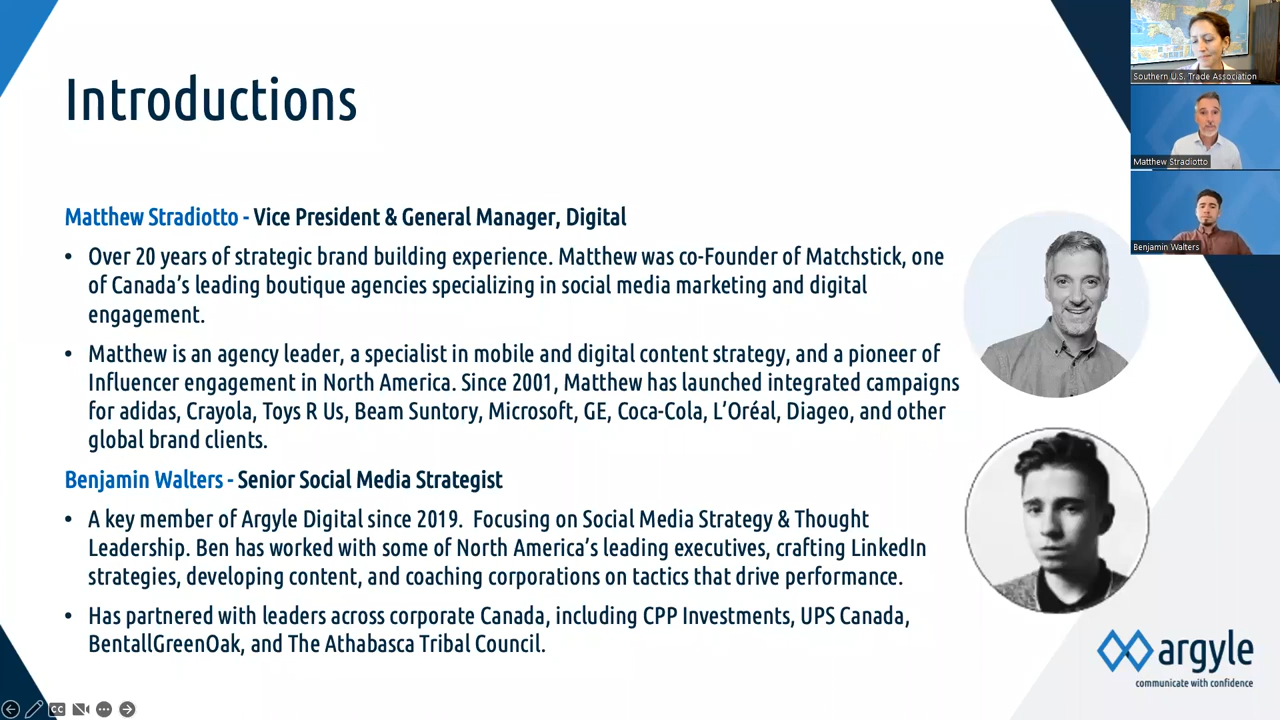 Introductions
Matthew Stradiotto - Vice President & General Manager, Digital
• Over 20 years of strategic brand building experience. Matthew was co-Founder of Matchstick, one
of Canada's leading boutique agencies specializing in social media marketing and digital
engagement.
• Matthew is an agency leader, a specialist in mobile and digital content strategy, and a pioneer of
Influencer engagement in North America. Since 2001, Matthew has launched integrated campaigns
for adidas, Crayola, Toys R Us, Beam Suntory, Microsoft, GE, Coca-Cola, L'Oréal, Diageo, and other
global brand clients.
Benjamin Walters - Senior Social Media Strategist
• A key member of Argyle Digital since 2019.  Focusing on Social Media Strategy & Thought
Leadership. Ben has worked with some of North America's leading executives, crafting LinkedIn
strategies, developing content, and coaching corporations on tactics that drive performance.
• Has partnered with leaders across corporate Canada, including CPP Investments, UPS Canada,
BentallGreenOak, and The Athabasca Tribal Council.
Southern U.S. Trade Association
Matthew Stradiotto
Benjamin Walters
argyle
communicate with confidence
CC